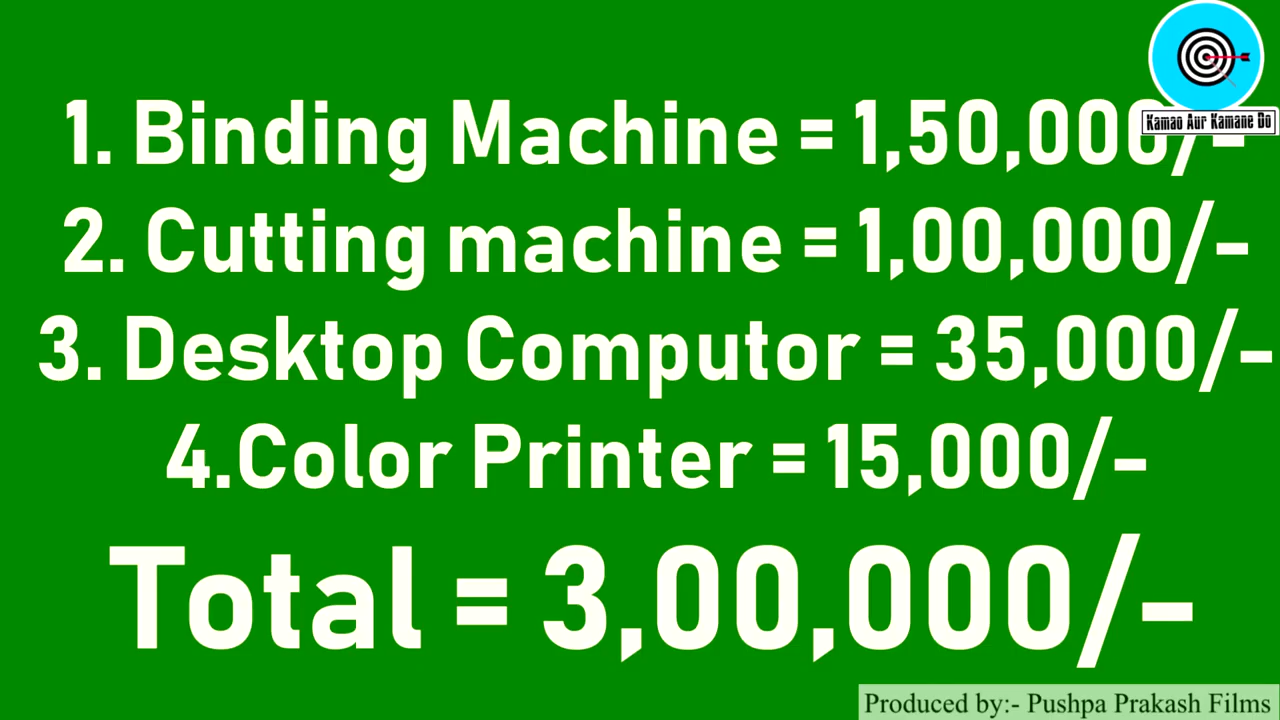 Kamao Aur Kamane Do
1. Binding Machine = 1,50,000/-
2. Cutting machine = 1,00,000/-
3. Desktop Computor = 35,000/-
4.Color Printer = 15,000/-
Total = 3,00,000/-
Produced by:- Pushpa Prakash Films